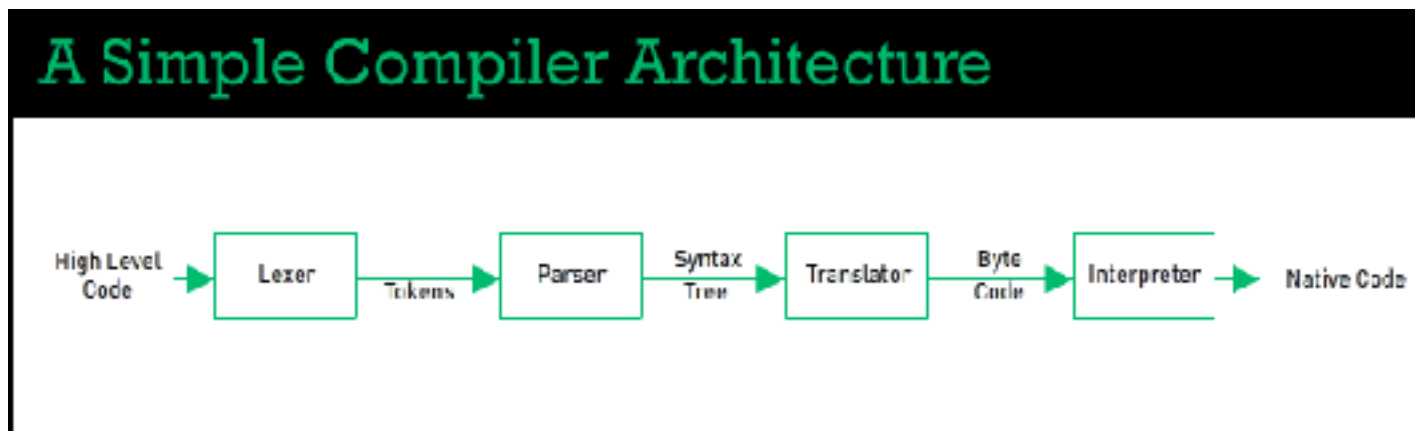 A Simple Compiler Architecture
High Level
Code
Lexer
Tokens
Parser
Syntax
Tree
Translator
Byte
Code
Interpreter
Native Code